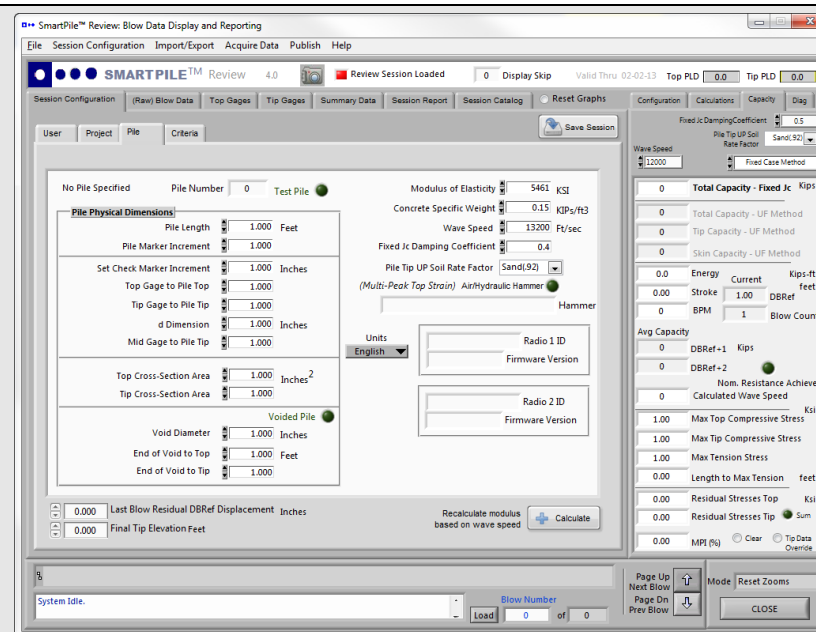 SmartPile™ Review: Blow Data Display and Reporting
File Session Configuration Import/Export Acquire Data Publish Help
SMARTPILE™ Review 4.0 Review Session Loaded 0 Display Skip Valid Thru 02-02-13 Top PLD 0.0 Tip PLD 0.0
Session Configuration (Raw) Blow Data Top Gages Tip Gages Summary Data Session Report Session Catalog Reset Graphs
User Project Pile Criteria Save Session
No Pile Specified Pile Number 0 Test Pile
Pile Physical Dimensions
Pile Length 1.000 Feet
Pile Marker Increment 1.000
Set Check Marker Increment 1.000 Inches
Top Gage to Pile Top 1.000
Tip Gage to Pile Tip 1.000
d Dimension 1.000 Inches
Mid Gage to Pile Tip 1.000
Top Cross-Section Area 1.000 Inches2
Tip Cross-Section Area 1.000
Voided Pile
Void Diameter 1.000 Inches
End of Void to Top 1.000 Feet
End of Void to Tip 1.000
Modulus of Elasticity 5461 KSI
Concrete Specific Weight 0.15 KIPs/ft3
Wave Speed 13200 Ft/sec
Fixed Jc Damping Coefficient 0.4
Pile Tip UP Soil Rate Factor Sand(.92)
(Multi-Peak Top Strain) Air/Hydraulic Hammer
Hammer
Units
English
Radio 1 ID
Firmware Version
Radio 2 ID
Firmware Version
0.000 Last Blow Residual DBRef Displacement Inches
0.000 Final Tip Elevation Feet
Recalculate modulus
based on wave speed
Calculate
Configuration Calculations Capacity Diag
Fixed Jc DampingCoefficient 0.5
Pile Tip UP Soil
Rate Factor Sand(.92)
Wave Speed
12000 Fixed Case Method
0 Total Capacity - Fixed Jc Kips
0 Total Capacity - UF Method
0 Tip Capacity - UF Method
0 Skin Capacity - UF Method
0.0 Energy Current Kips-ft
0.00 Stroke 1.00 DBRef feet
0 BPM 1 Blow Count
Avg Capacity
0 DBRef+1 Kips
0 DBRef+2
Nom. Resistance Achieve
0 Calculated Wave Speed
Ksi
1.00 Max Top Compressive Stress
1.00 Max Tip Compressive Stress
1.00 Max Tension Stress
0.00 Length to Max Tension feet
0.00 Residual Stresses Top Ksi
0.00 Residual Stresses Tip Sum
0.00 MPI (%) Clear Tip Data
Override
%
System Idle.
Blow Number
Load 0 of 0
Page Up
Next Blow
Page Dn
Prev Blow
Mode Reset Zooms
CLOSE